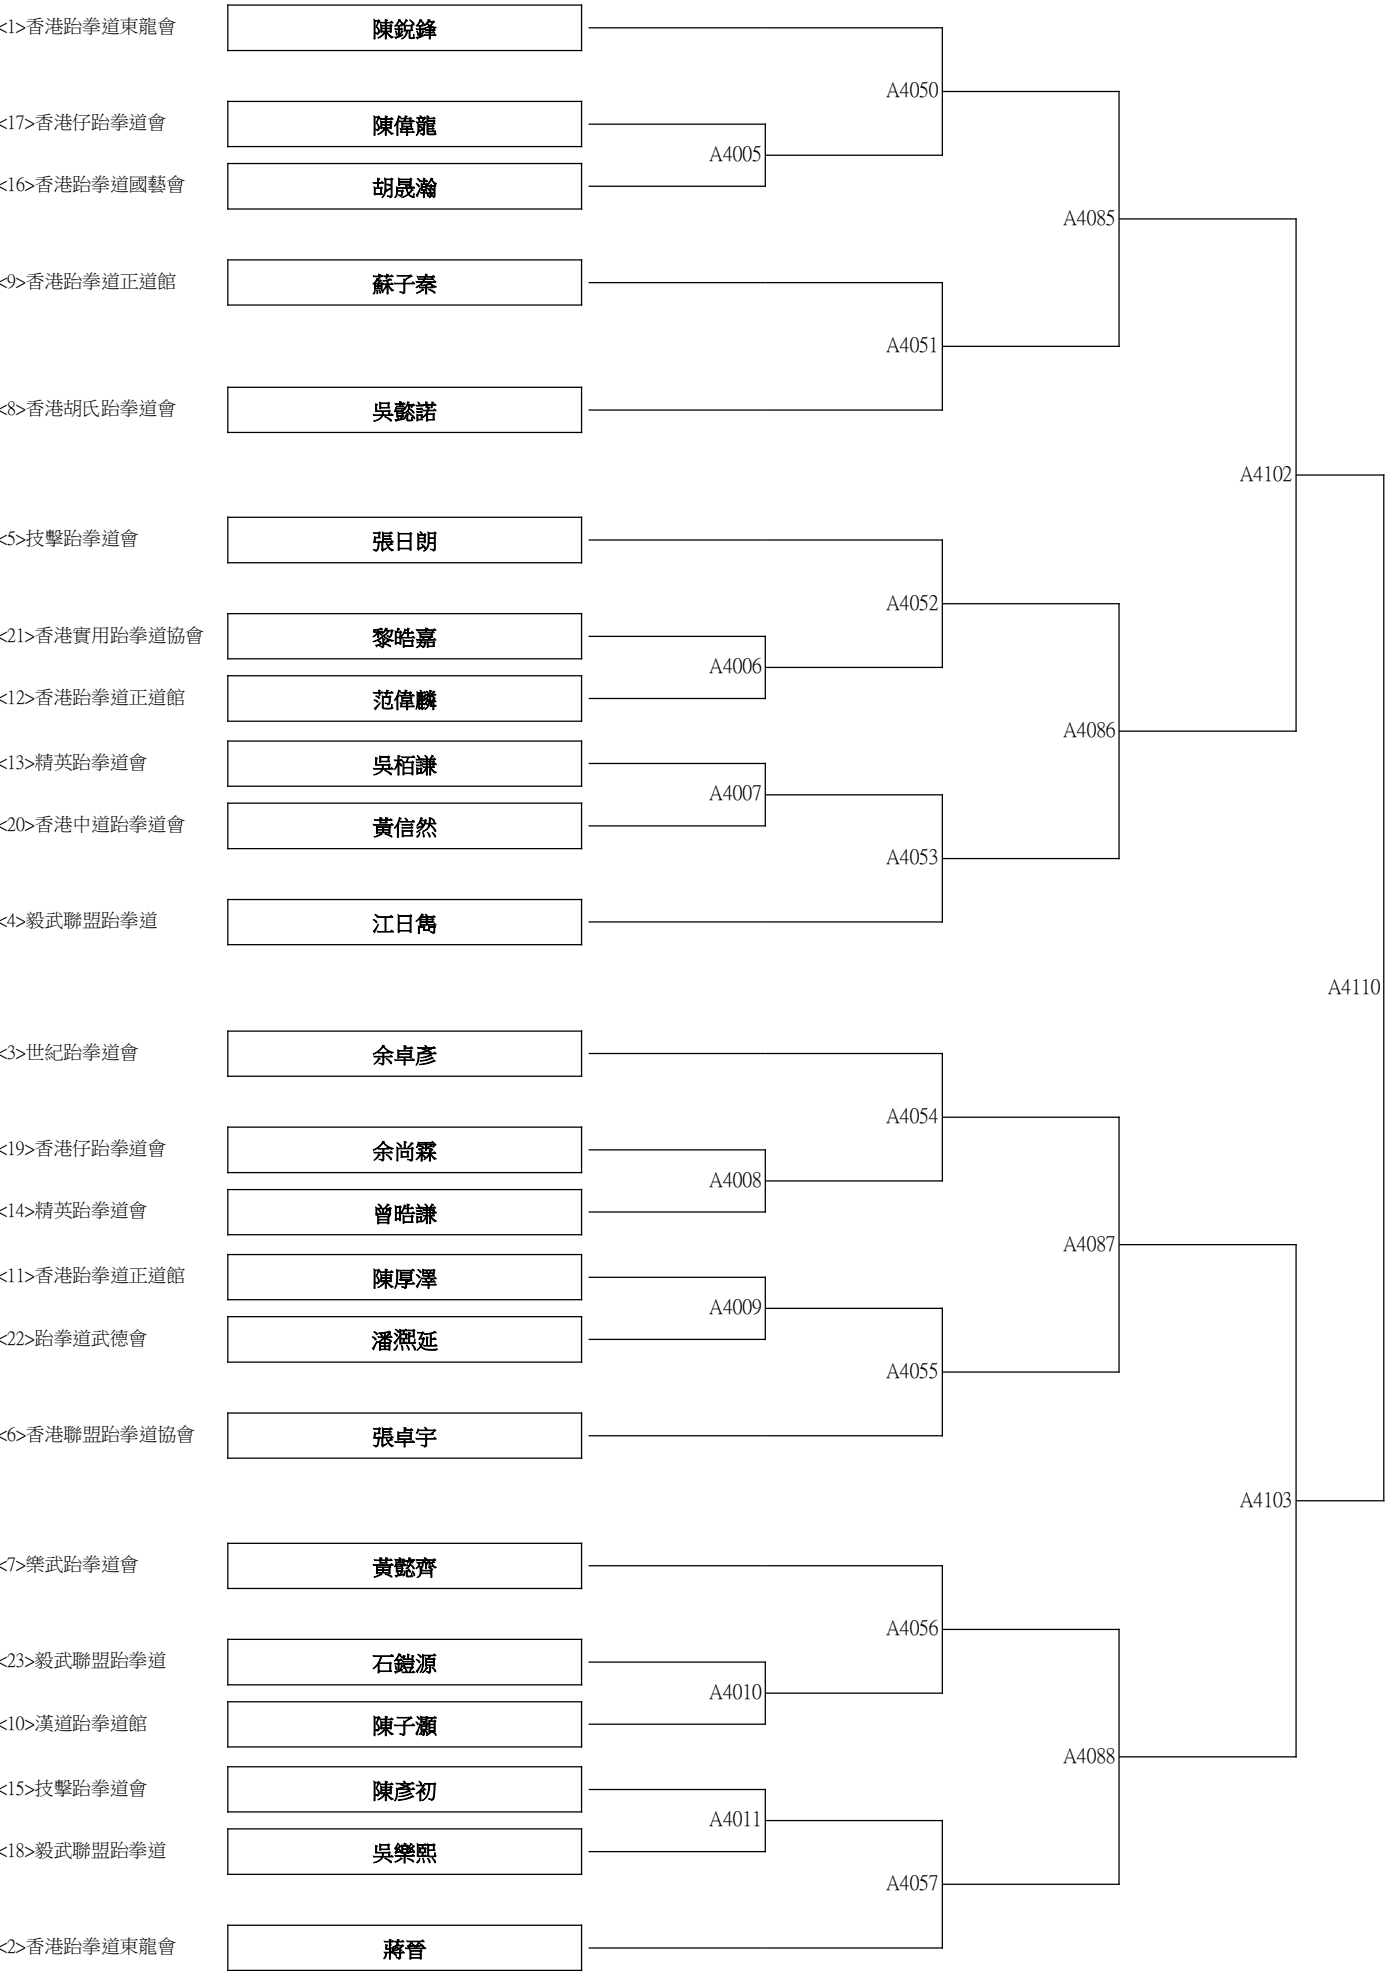 <1>香港跆拳道東龍會 陳銳鋒
A4050
<17>香港仔跆拳道會 陳偉龍
A4005
<16>香港跆拳道國藝會 胡晟瀚
A4085
<9>香港跆拳道正道館 蘇子秦
A4051
<8>香港胡氏跆拳道會 吳懿諾
A4102
<5>技擊跆拳道會 張日朗
A4052
<21>香港實用跆拳道協會 黎皓嘉
A4006
<12>香港跆拳道正道館 范偉麟
A4086
<13>精英跆拳道會 吳栢謙
A4007
<20>香港中道跆拳道會 黃信然
A4053
<4>毅武聯盟跆拳道 江日雋
A4110
<3>世紀跆拳道會 余卓彥
A4054
<19>香港仔跆拳道會 余尚霖
A4008
<14>精英跆拳道會 曾晧謙
A4087
<11>香港跆拳道正道館 陳厚澤
A4009
<22>跆拳道武德會 潘濕延
A4055
<6>香港聯盟跆拳道協會 張卓宇
A4103
<7>樂武跆拳道會 黃懿齊
A4056
<23>毅武聯盟跆拳道 石鎧源
A4010
<10>漢道跆拳道館 陳子灝
A4088
<15>技擊跆拳道會 陳彥初
A4011
<18>毅武聯盟跆拳道 吳樂熙
A4057
<2>香港跆拳道東龍會 蔣晉